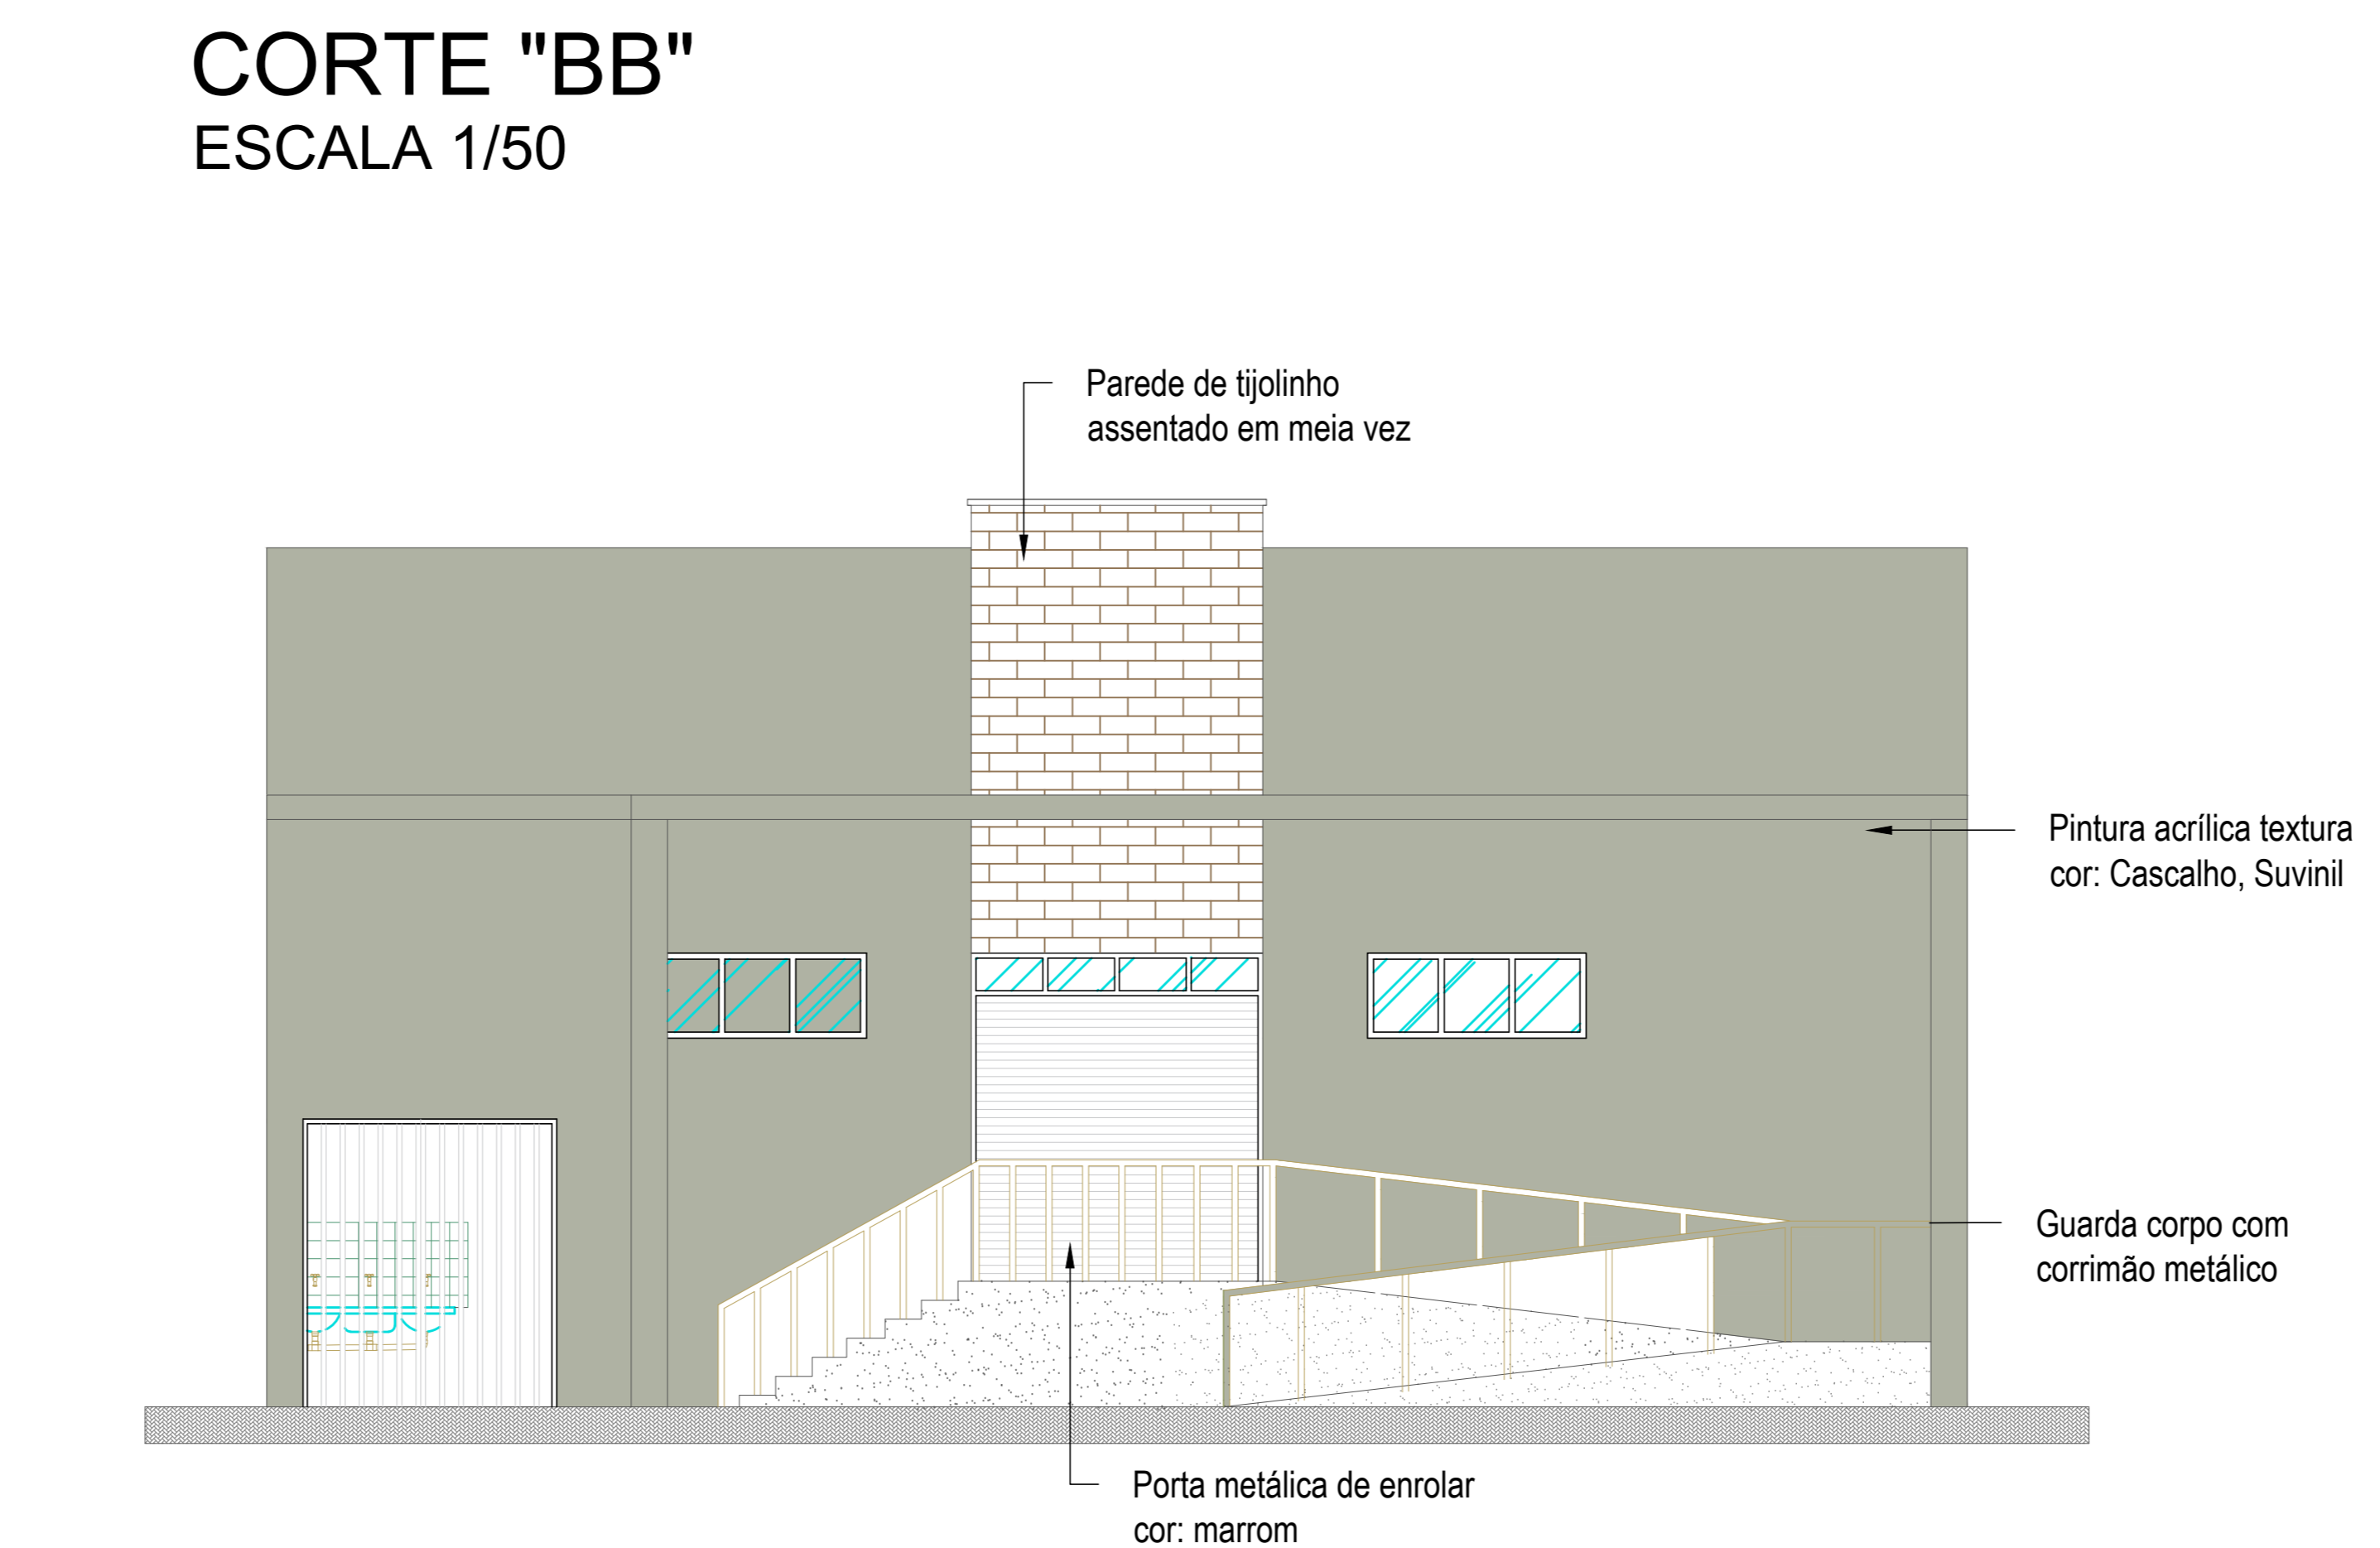 CORTE "BB"
ESCALA 1/50
Parede de tijolinho
assentado em meia vez
Pintura acrílica textura
cor: Cascalho, Suvinil
Guarda corpo com
corrimão metálico
Porta metálica de enrolar
cor: marrom